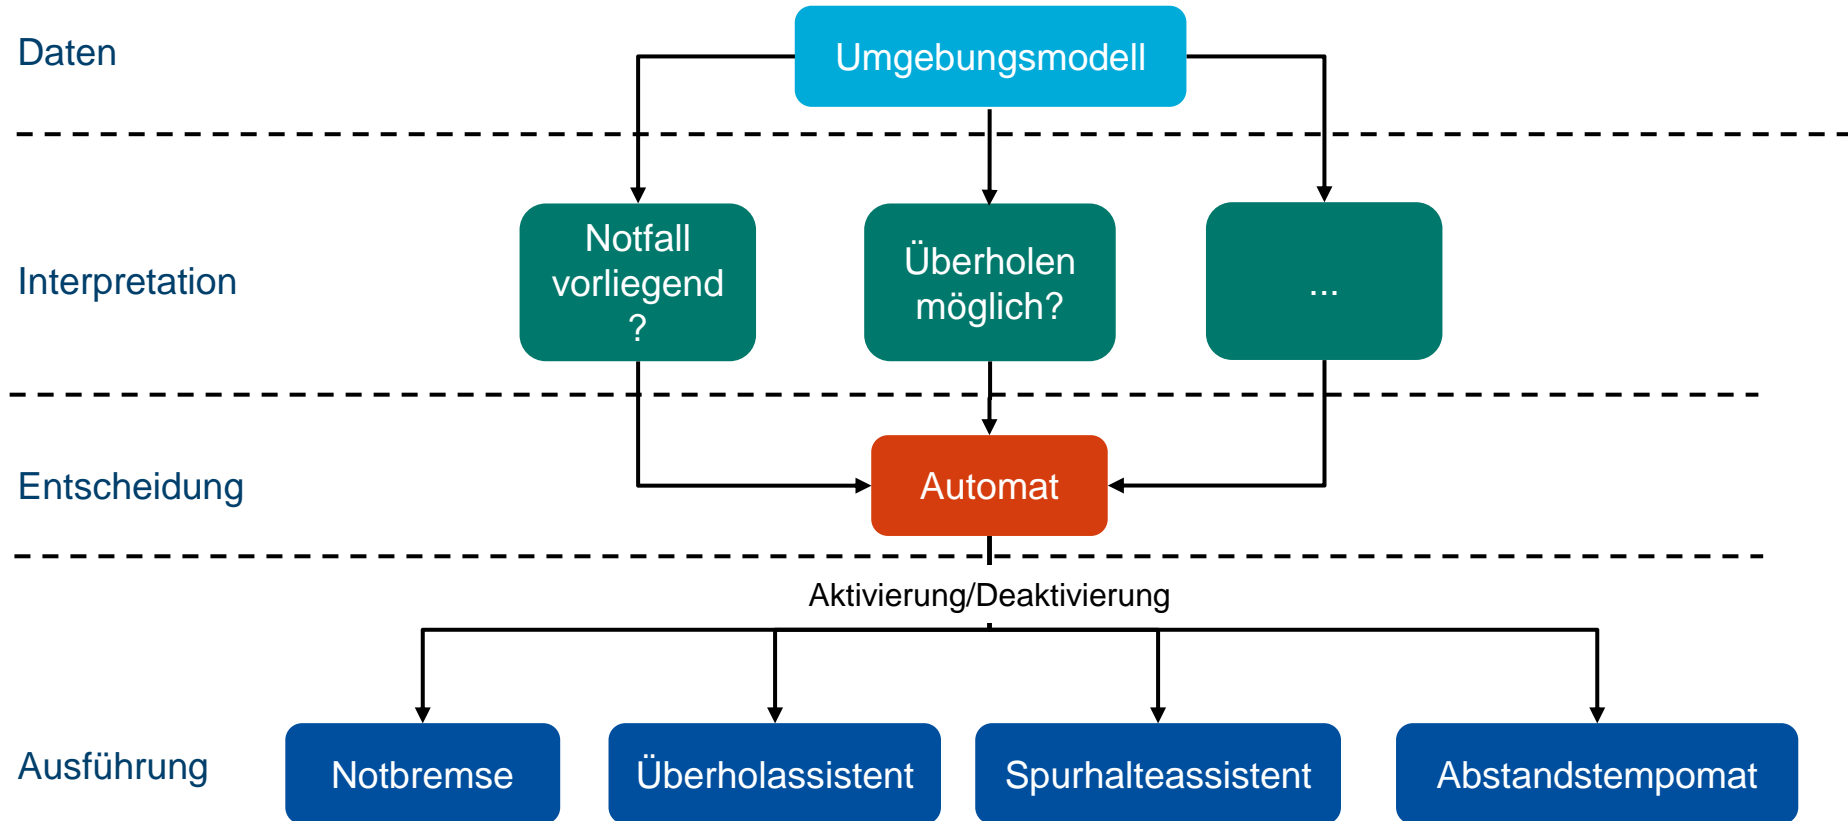 Daten
Umgebungsmodell
Interpretation
Notfall
vorliegend
?
Überholen
möglich?
...
Entscheidung
Automat
Aktivierung/Deaktivierung
Ausführung
Notbremse
Überholassistent
Spurhalteassistent
Abstandstempomat